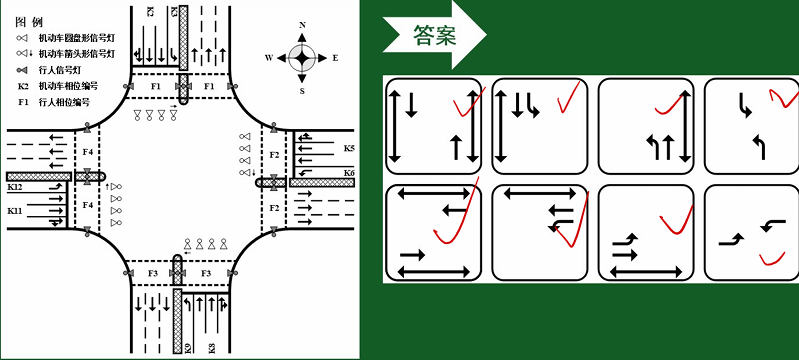 图 例
机动车圆盘形信号灯
机动车箭头形信号灯
行人信号灯
K2 机动车相位编号
F1 行人相位编号
K2
K3
N
W
E
S
F1
F1
F4
F2
K5
K6
K12
K11
F4
F2
F3
F3
K9
K8
答案